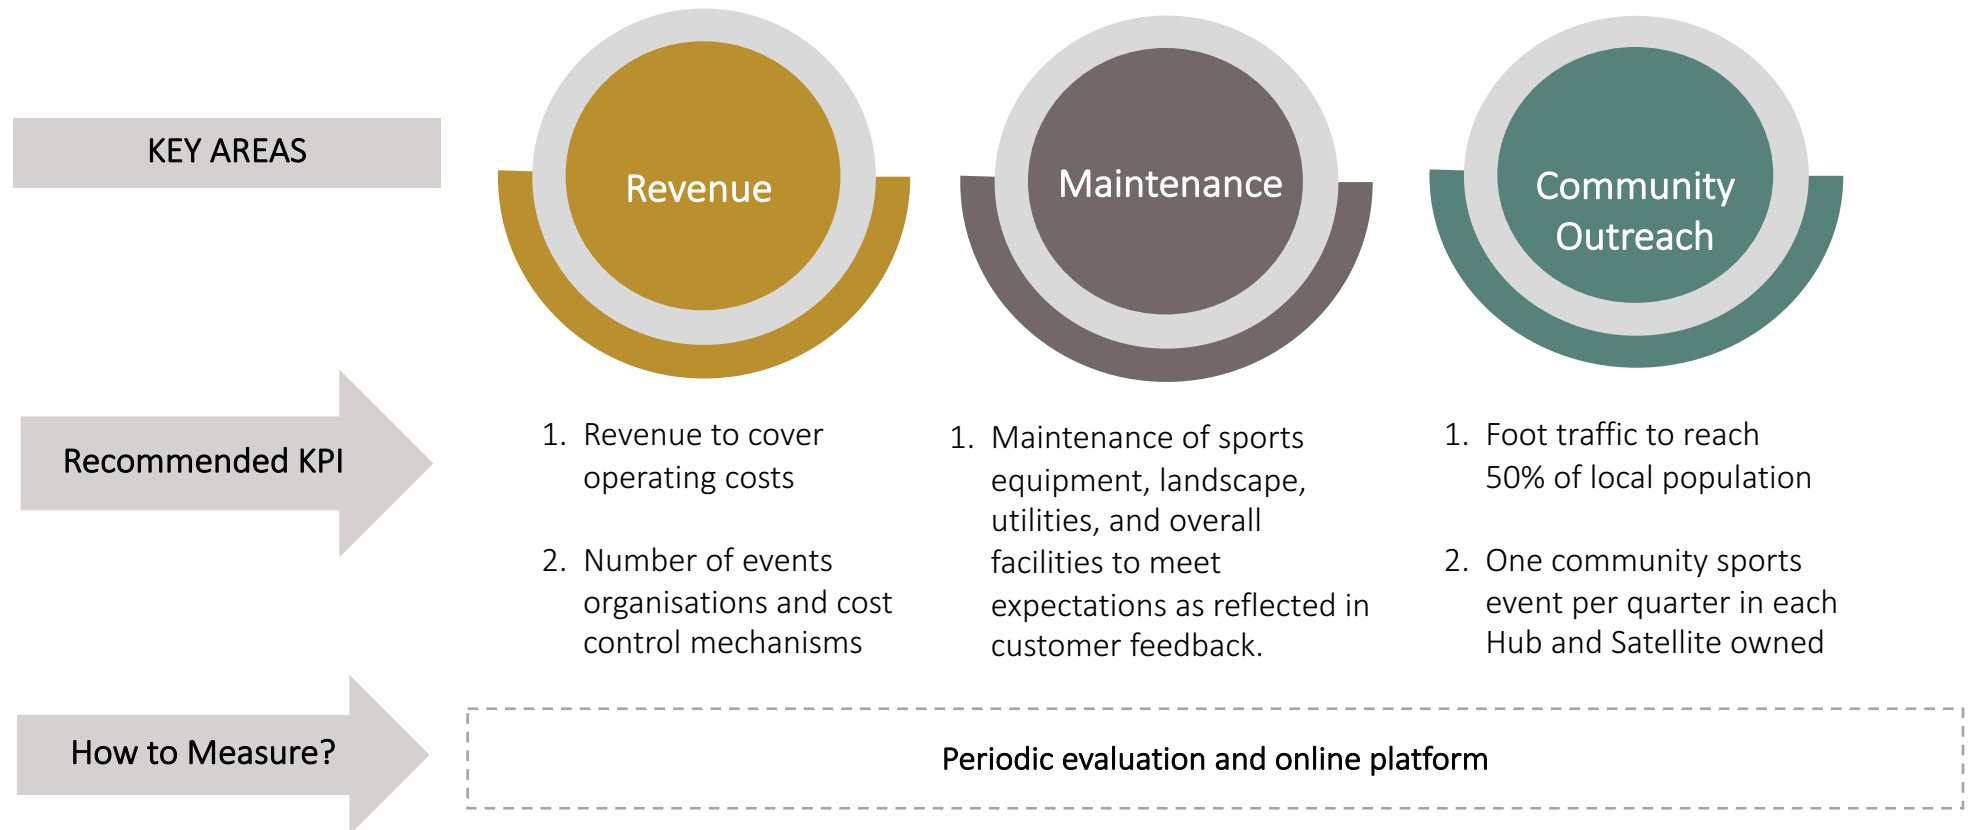 KEY AREAS
Revenue
Maintenance
Community
Outreach
Recommended KPI
1. Revenue to cover
operating costs
2. Number of events
organisations and cost
control mechanisms
1. Maintenance of sports
equipment, landscape,
utilities, and overall
facilities to meet
expectations as reflected in
customer feedback.
1. Foot traffic to reach
50% of local population
2. One community sports
event per quarter in each
Hub and Satellite owned
How to Measure?
Periodic evaluation and online platform